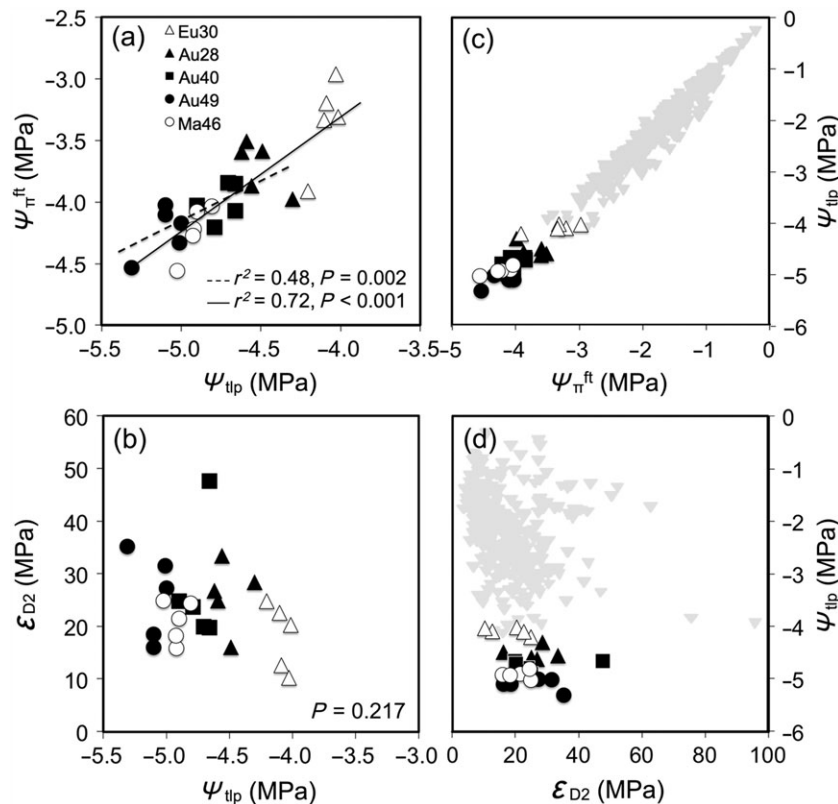 (a)
Eu30
Au28
Au40
Au49
Ma46
−2.5
−3.0
−3.5
−4.0
−4.5
−5.0
Ψπft (MPa)
r² = 0.48, P = 0.002
r² = 0.72, P < 0.001
−5.5 −5.0 −4.5 −4.0 −3.5
Ψtlp (MPa)
(c)
0
−1
−2
−3
−4
−5
−6
Ψtlp (MPa)
−5 −4 −3 −2 −1 0
Ψπft (MPa)
(b)
60
50
40
30
20
10
0
εD2 (MPa)
P = 0.217
−5.5 −5.0 −4.5 −4.0 −3.5 −3.0
Ψtlp (MPa)
(d)
0
−1
−2
−3
−4
−5
−6
Ψtlp (MPa)
0 20 40 60 80 100
εD2 (MPa)